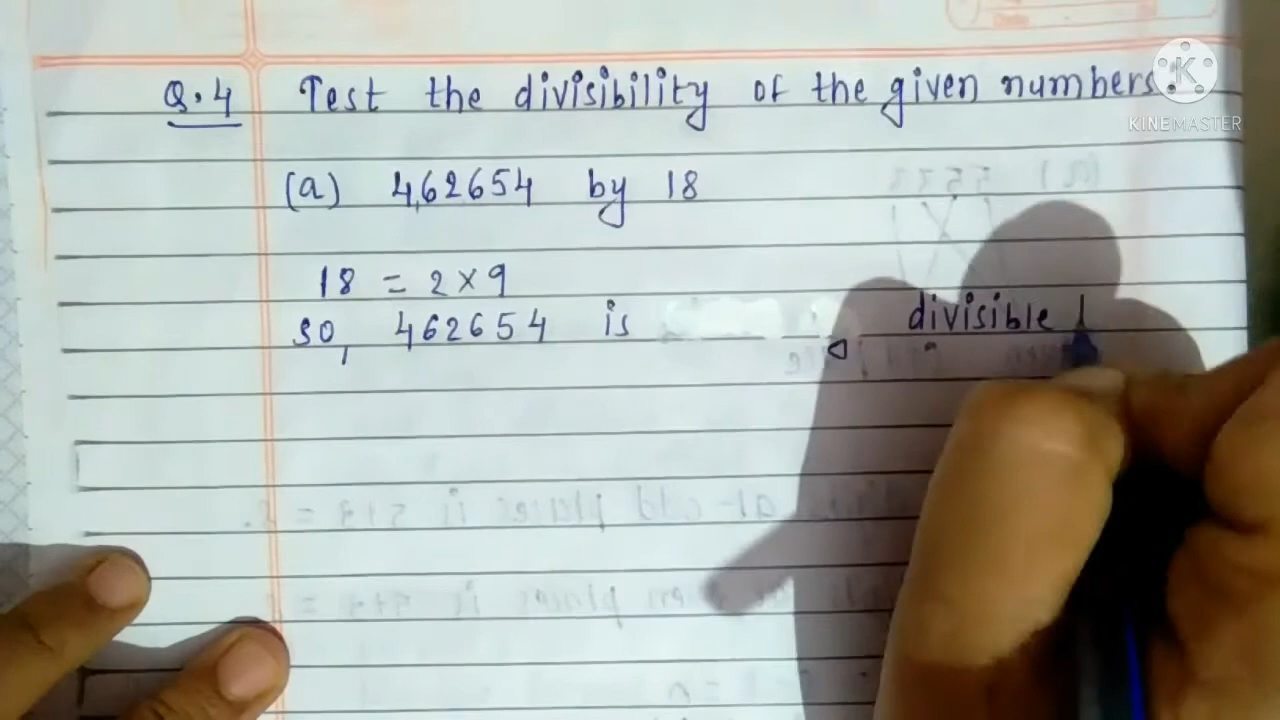 Q.4 Test the divisibility of the given numbers.
KINEMASTER
(a) 462654 by 18
18 = 2 × 9
so, 462654 is divisible